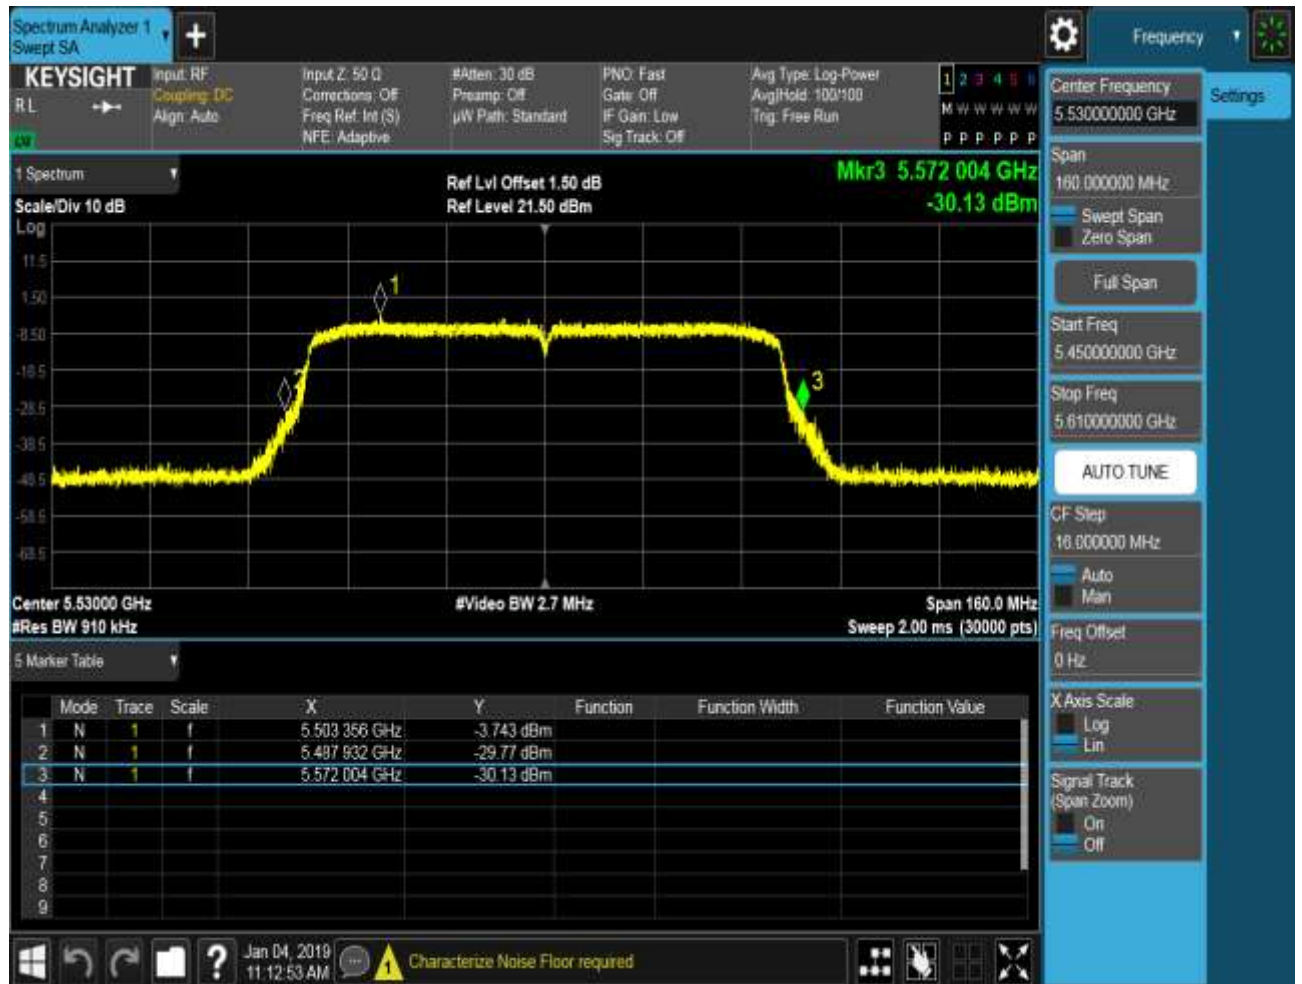 Spectrum Analyzer 1
Swept SA
+
Frequency
KEYSIGHT
RL
Input: RF
Coupling: DC
Align: Auto
Input Z: 50 Ω
Corrections: Off
Freq Ref: Int (S)
NFE: Adaptive
#Atten: 30 dB
Preamp: Off
µW Path: Standard
PNO: Fast
Gate: Off
IF Gain: Low
Sig Track: Off
Avg Type: Log-Power
Avg|Hold: 100/100
Trig: Free Run
1 2 3 4 5 6
M W W W W W
P P P P P P
1 Spectrum
Scale/Div 10 dB
Ref Lvl Offset 1.50 dB
Ref Level 21.50 dBm
Mkr3 5.572 004 GHz
-30.13 dBm
Log
11.5
1.50
-8.50
-18.5
-28.5
-38.5
-48.5
-58.5
-68.5
1
2
3
Center 5.53000 GHz
#Video BW 2.7 MHz
Span 160.0 MHz
#Res BW 910 kHz
Sweep 2.00 ms (30000 pts)
5 Marker Table
Mode Trace Scale X Y Function Function Width Function Value
1 N 1 f 5.503 356 GHz -3.743 dBm
2 N 1 f 5.487 932 GHz -29.77 dBm
3 N 1 f 5.572 004 GHz -30.13 dBm
4
5
6
7
8
9
Center Frequency
5.530000000 GHz
Settings
Span
160.000000 MHz
Swept Span
Zero Span
Full Span
Start Freq
5.450000000 GHz
Stop Freq
5.610000000 GHz
AUTO TUNE
CF Step
16.000000 MHz
Auto
Man
Freq Offset
0 Hz
X Axis Scale
Log
Lin
Signal Track
(Span Zoom)
On
Off
?
Jan 04, 2019
11:12:53 AM
1
Characterize Noise Floor required